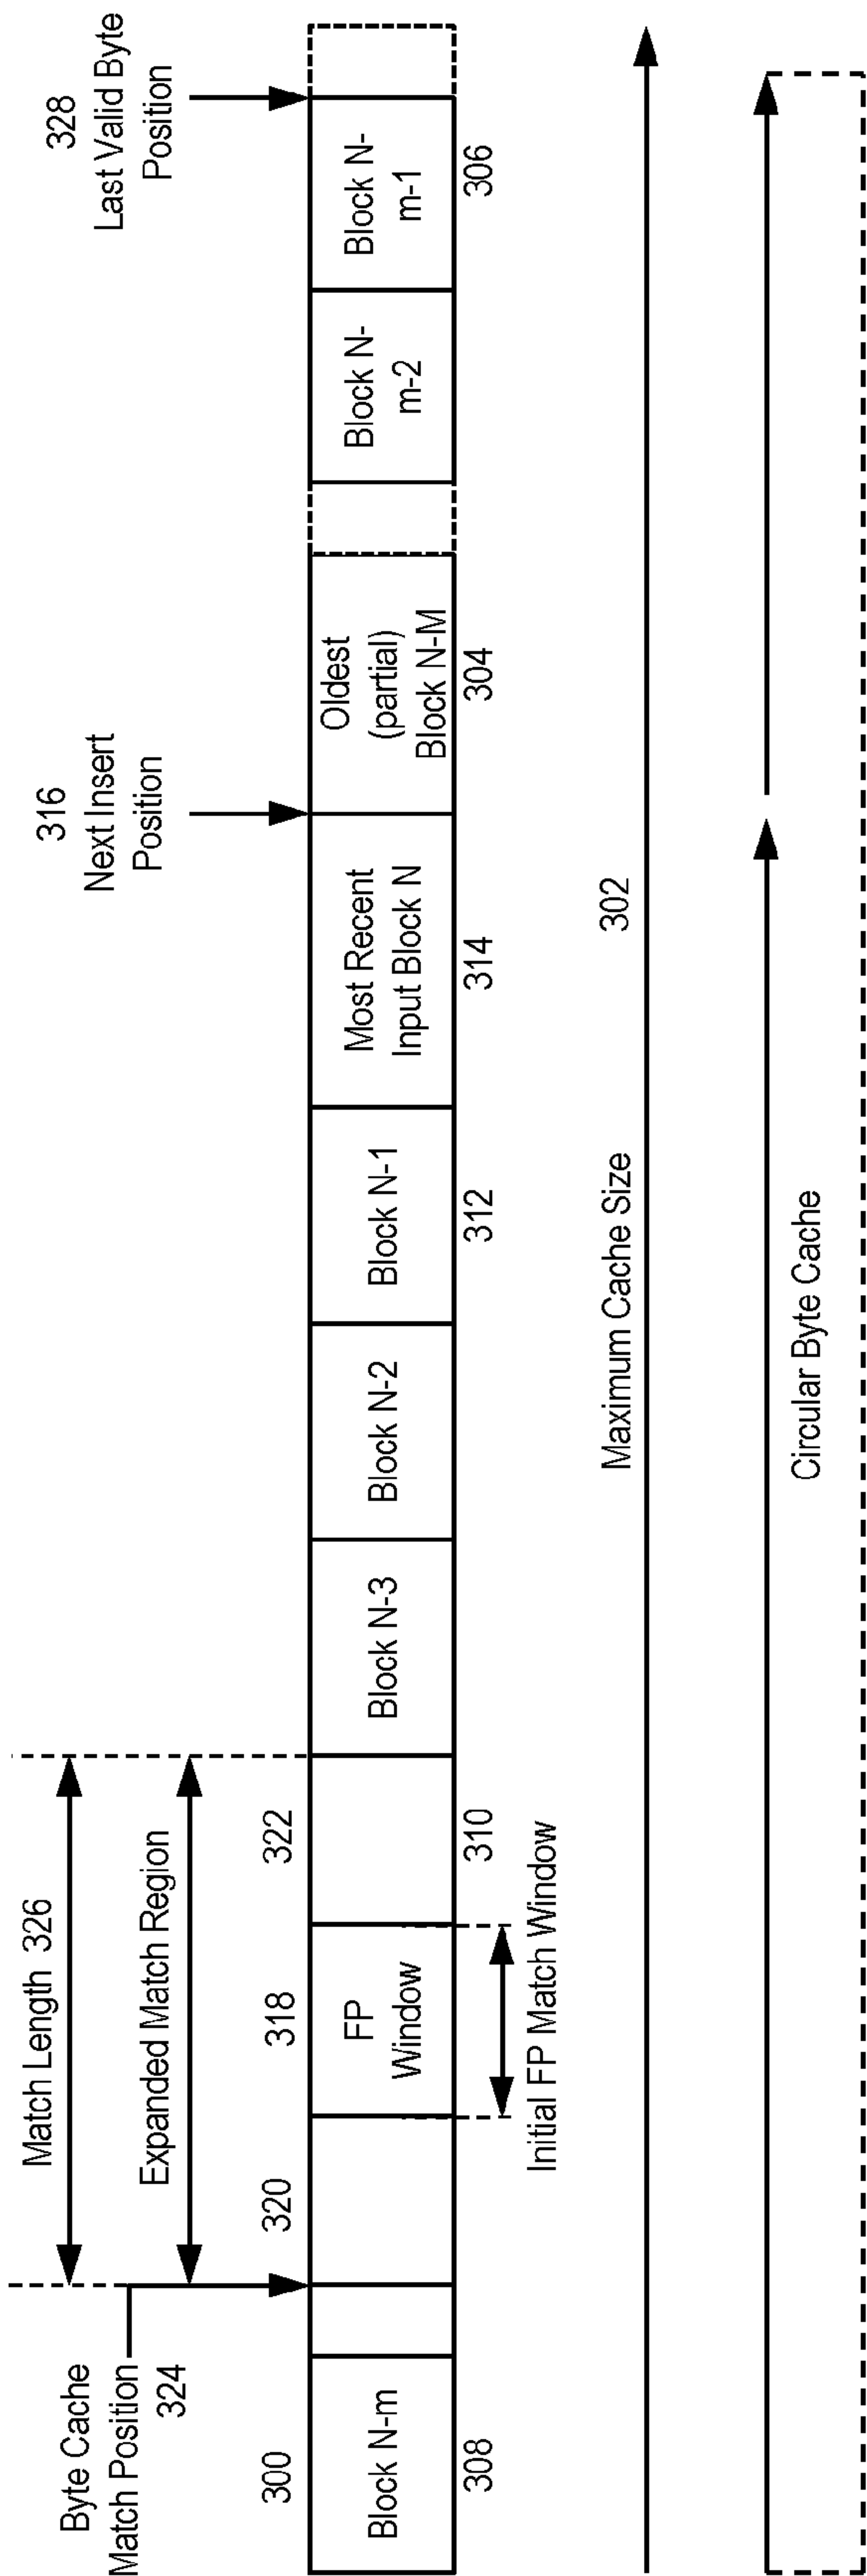 Match Length 326
Expanded Match Region
Byte Cache
Match Position
324
316
Next Insert
Position
328
Last Valid Byte
Position
300
320
318
322
Block N-m
FP
Window
Block N-3
Block N-2
Block N-1
Most Recent
Input Block N
Oldest
(partial)
Block N-M
Block N-
m-2
Block N-
m-1
308
310
312
314
304
306
Initial FP Match Window
Maximum Cache Size
302
Circular Byte Cache